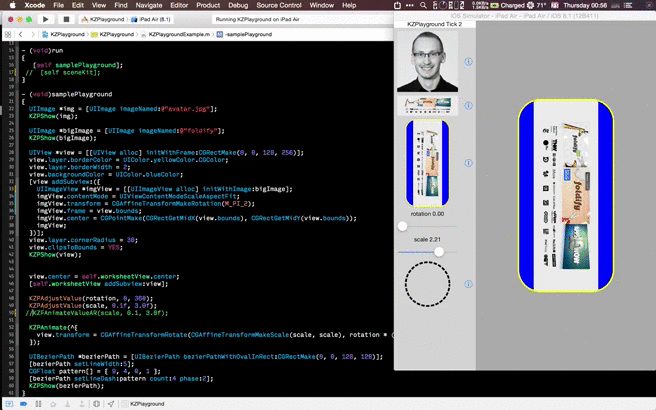 Xcode File Edit View Find Navigate Editor Product Debug Source Control Window Help
Charged 71° Thursday 00:56
KZPlayground iPad Air (8.1) Running KZPlayground on iPad Air
KZPlayground KZPlayground KZPlaygroundExample.m -samplePlayground
- (void)run
{
[self samplePlayground];
// [self sceneKit];
}
- (void)samplePlayground
{
UIImage *img = [UIImage imageNamed:@"avatar.jpg"];
KZPShow(img);
UIImage *bigImage = [UIImage imageNamed:@"foldify"];
KZPShow(bigImage);
UIView *view = [[UIView alloc] initWithFrame:CGRectMake(0, 0, 128, 256)];
view.layer.borderColor = UIColor.yellowColor.CGColor;
view.layer.borderWidth = 2;
view.backgroundColor = UIColor.blueColor;
[view addSubview:({
UIImageView *imgView = [[UIImageView alloc] initWithImage:bigImage];
imgView.contentMode = UIViewContentModeScaleAspectFit;
imgView.transform = CGAffineTransformMakeRotation(M_PI_2);
imgView.frame = view.bounds;
imgView.center = CGPointMake(CGRectGetMidX(view.bounds), CGRectGetMidY(view.bounds));
imgView;
})];
view.layer.cornerRadius = 30;
view.clipsToBounds = YES;
KZPShow(view);
view.center = self.worksheetView.center;
[self.worksheetView addSubview:view];
KZPAdjustValue(rotation, 0, 360);
KZPAdjustValue(scale, 0.1f, 3.0f);
//KZPAnimateValueAR(scale, 0.1, 3.0f);
KZPAnimate(^{
view.transform = CGAffineTransformRotate(CGAffineTransformMakeScale(scale, scale), rotation * (
});
UIBezierPath *bezierPath = [UIBezierPath bezierPathWithOvalInRect:CGRectMake(0, 0, 128, 128)];
[bezierPath setLineWidth:5];
CGFloat pattern[] = { 9, 4, 0, 1 };
[bezierPath setLineDash:pattern count:4 phase:2];
KZPShow(bezierPath);
}
KZPlayground
iOS Simulator - iPad Air - iPad Air / iOS 8.1 (12B411)
KZPlayground Tick 2
rotation 0.00
scale 2.21
foldify